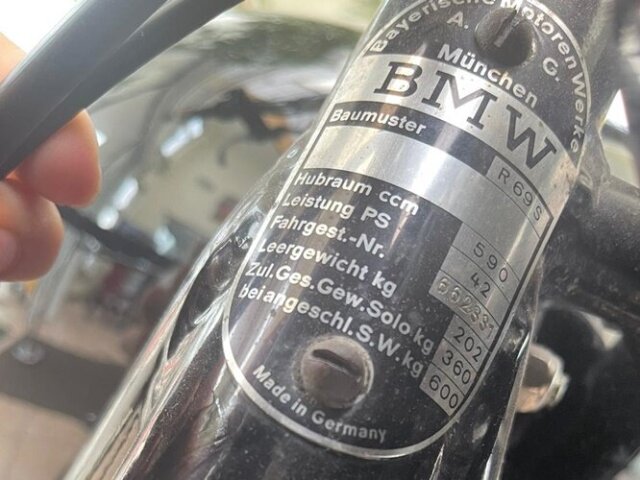 Bayerische Motoren Werke
A. G.
München
BMW
Baumuster R69S
Hubraum ccm 590
Leistung PS 42
Fahrgest.-Nr. 662331
Leergewicht kg 202
Zul.Ges.Gew.Solo kg 360
bei angeschl.S.W.kg 600
Made in Germany